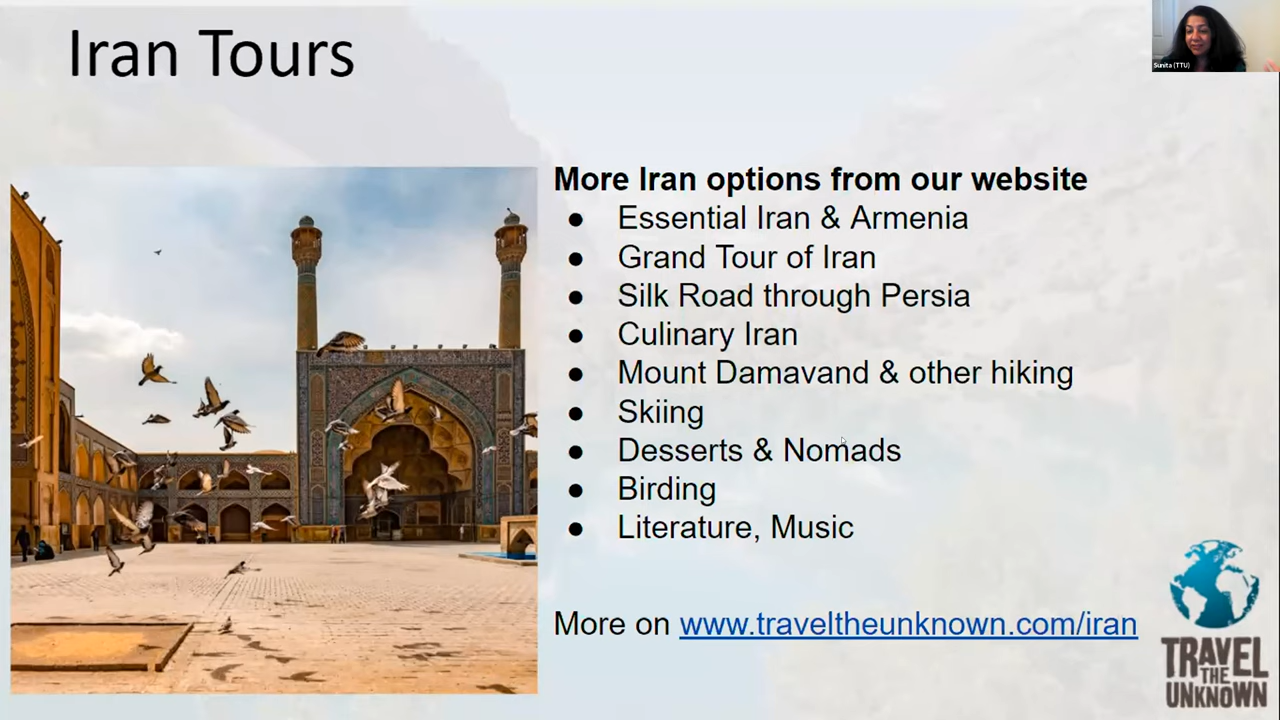 Iran Tours
Sunita (TTU)
More Iran options from our website
● Essential Iran & Armenia
● Grand Tour of Iran
● Silk Road through Persia
● Culinary Iran
● Mount Damavand & other hiking
● Skiing
● Desserts & Nomads
● Birding
● Literature, Music
More on www.traveltheunknown.com/iran
TRAVEL
THE
UNKNOWN